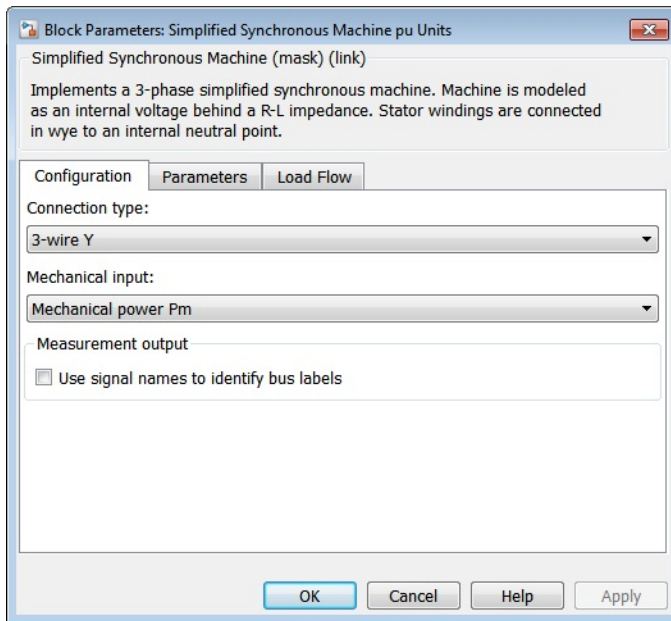 Block Parameters: Simplified Synchronous Machine pu Units
Simplified Synchronous Machine (mask) (link)
Implements a 3-phase simplified synchronous machine. Machine is modeled
as an internal voltage behind a R-L impedance. Stator windings are connected
in wye to an internal neutral point.
Configuration Parameters Load Flow
Connection type:
3-wire Y
Mechanical input:
Mechanical power Pm
Measurement output
Use signal names to identify bus labels
OK Cancel Help Apply